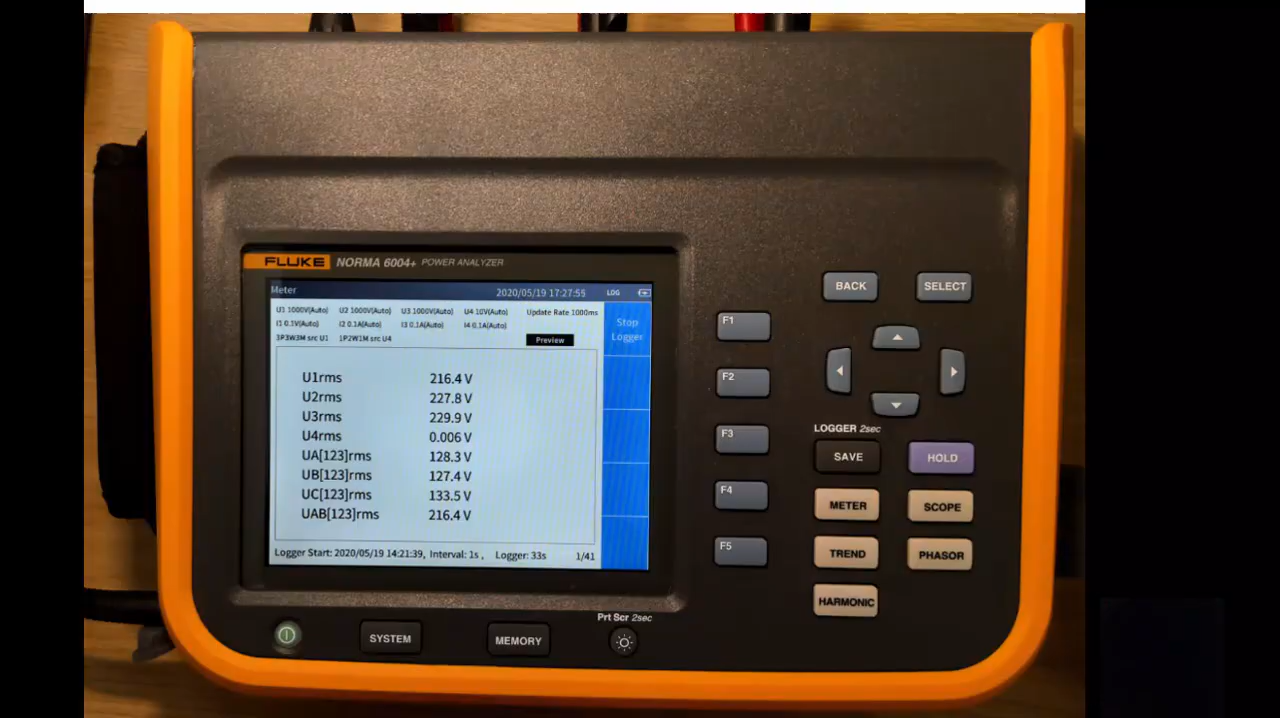 FLUKE NORMA 6004+ POWER ANALYZER
Meter 2020/05/19 17:27:55 LOG
U1 1000V(Auto) U2 1000V(Auto) U3 1000V(Auto) U4 10V(Auto) Update Rate 1000ms
I1 0.1V(Auto) I2 0.1A(Auto) I3 0.1A(Auto) I4 0.1A(Auto)
3P3W3M src U1 1P2W1M src U4 Preview
Stop
Logger
U1rms 216.4 V
U2rms 227.8 V
U3rms 229.9 V
U4rms 0.006 V
UA[123]rms 128.3 V
UB[123]rms 127.4 V
UC[123]rms 133.5 V
UAB[123]rms 216.4 V
Logger Start: 2020/05/19 14:21:39, Interval: 1s , Logger: 33s 1/41
F1
F2
F3
F4
F5
BACK SELECT
LOGGER 2sec
SAVE HOLD
METER SCOPE
TREND PHASOR
HARMONIC
Prt Scr 2sec
SYSTEM MEMORY